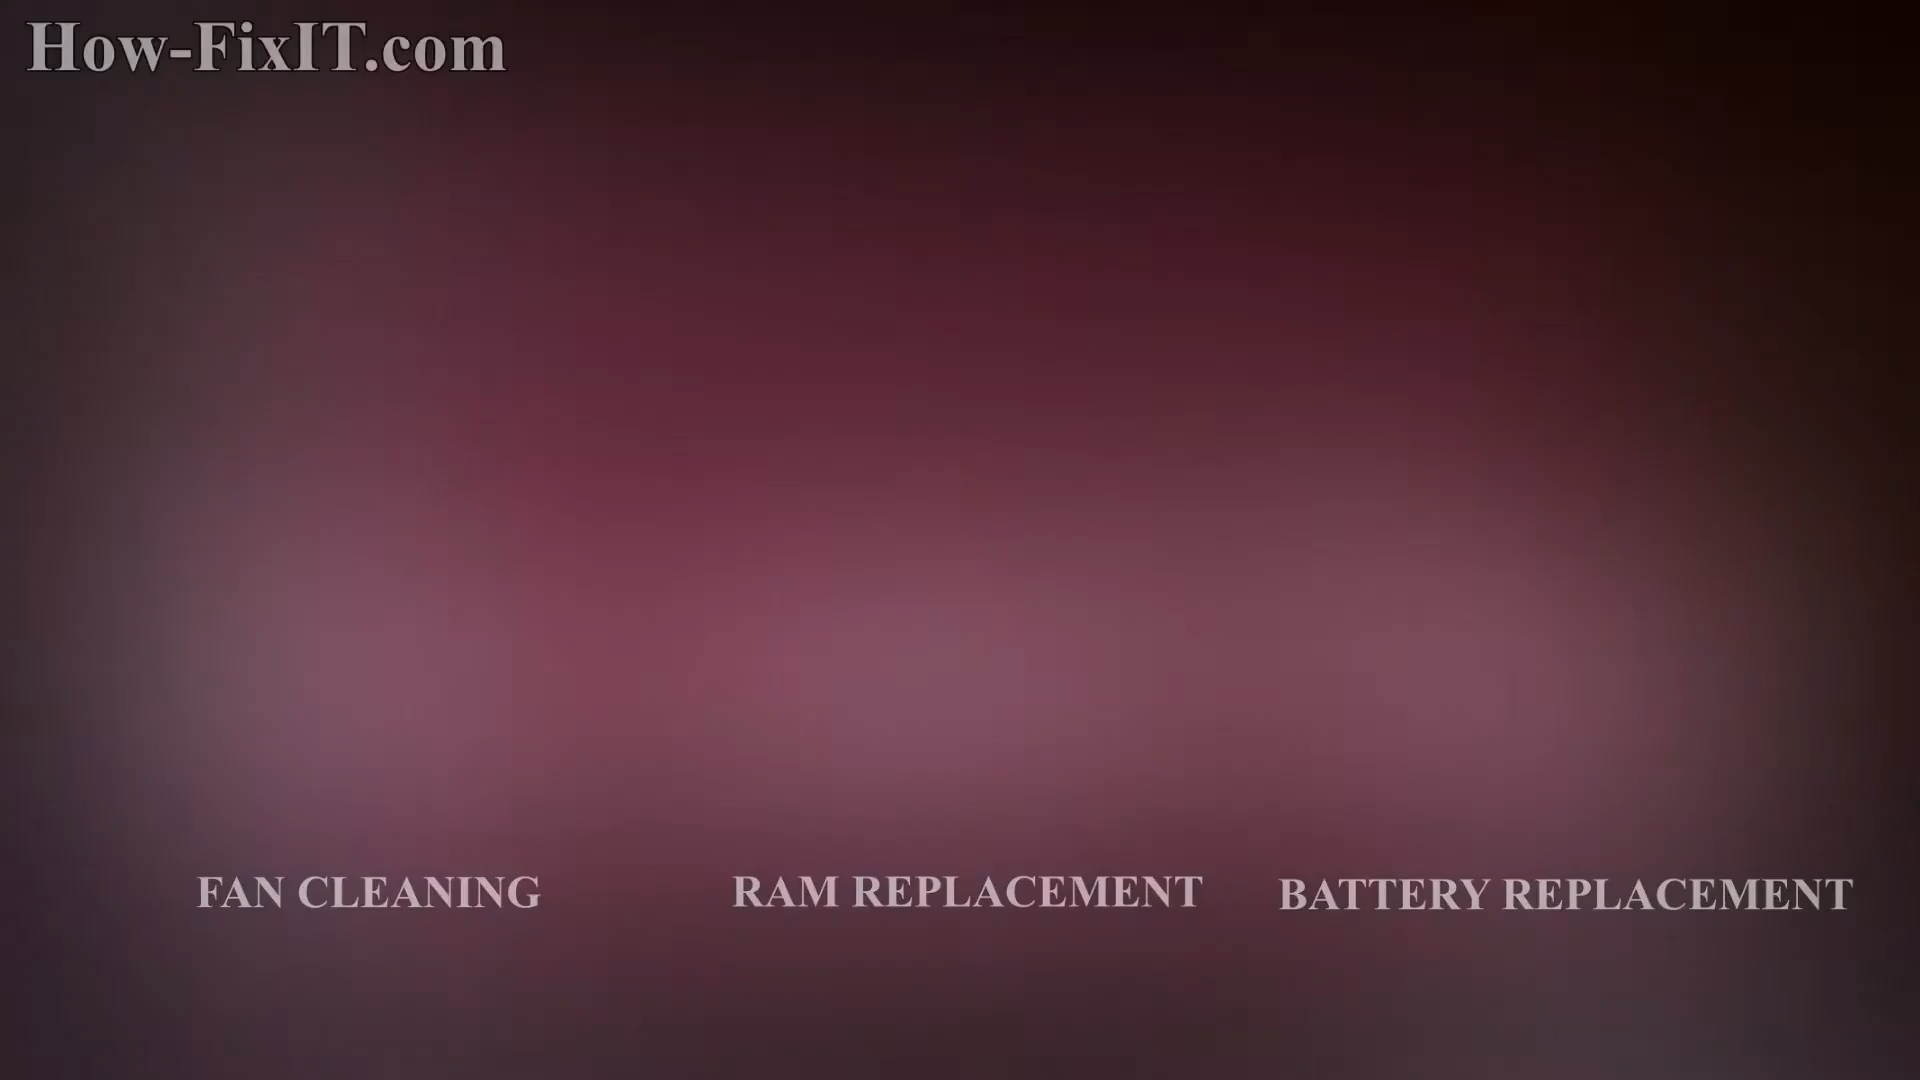 How-FixIT.com
FAN CLEANING
RAM REPLACEMENT
BATTERY REPLACEMENT